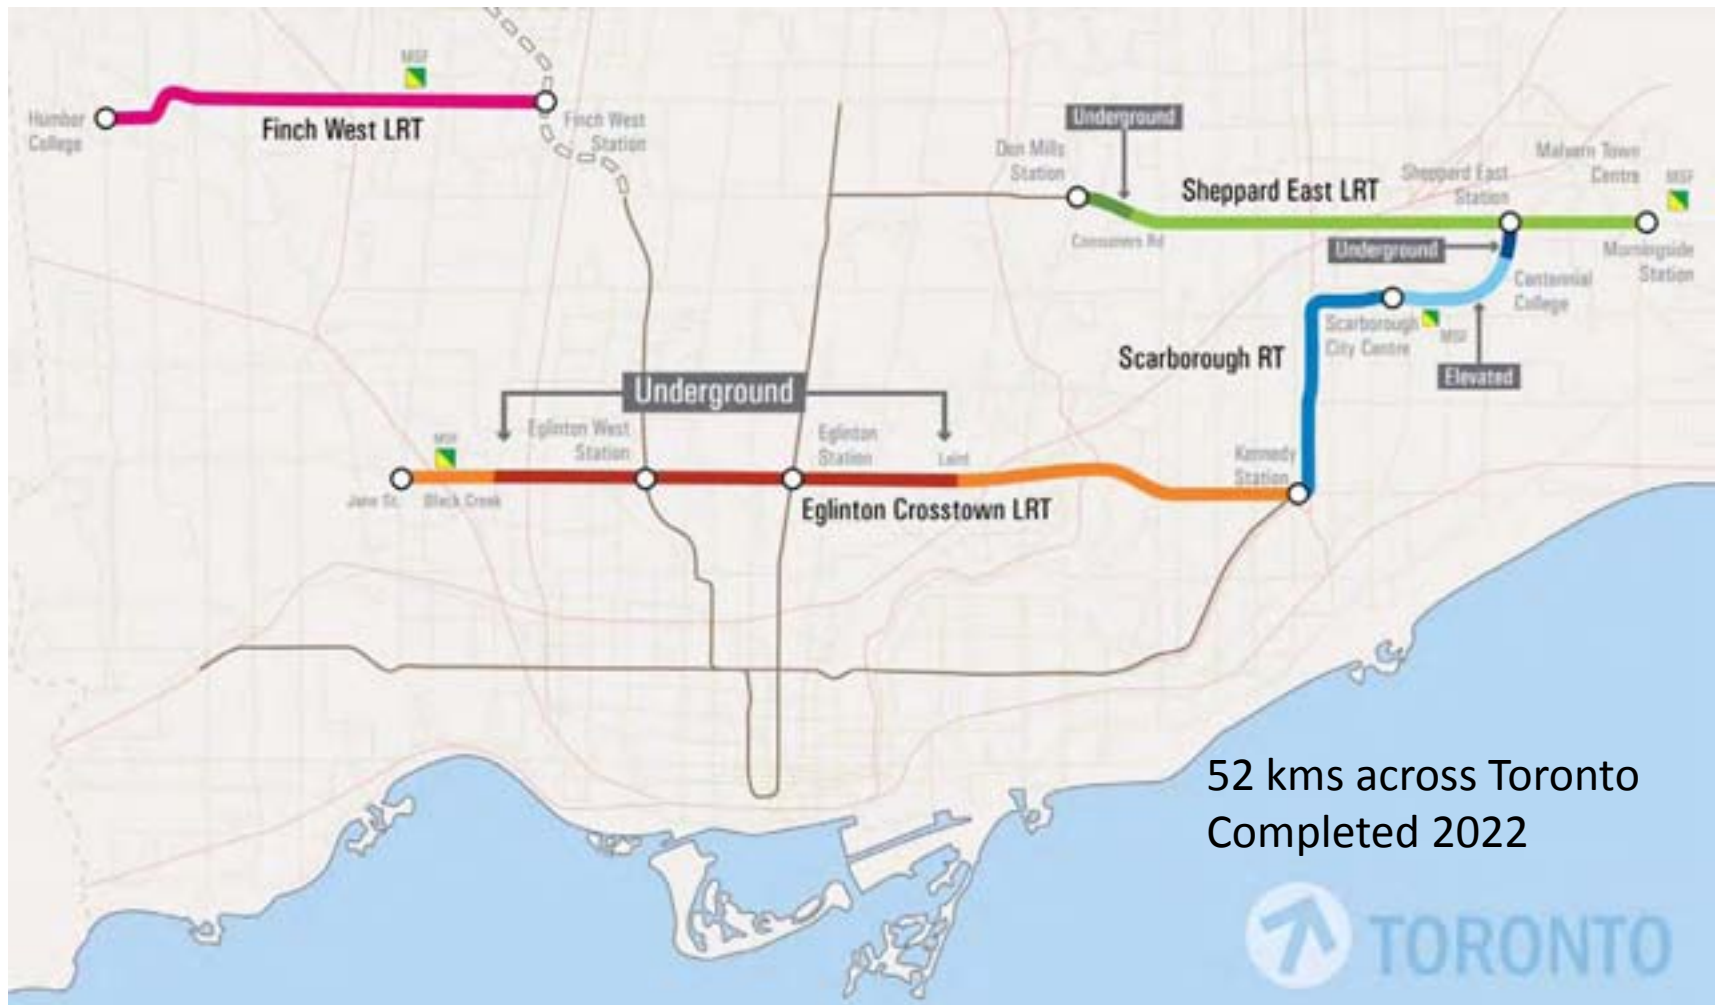 MSF
Humber
College
Finch West LRT
Finch West
Station
Underground
Don Mills
Station
Sheppard East LRT
Sheppard East
Station
Malvern Town
Centre
MSF
Consumers Rd
Underground
Morningside
Station
Centennial
College
Scarborough
City Centre
MSF
Scarborough RT
Elevated
Underground
Eglinton West
Station
Eglinton
Station
Laird
Kennedy
Station
MSF
Jane St.
Black Creek
Eglinton Crosstown LRT
52 kms across Toronto
Completed 2022
TORONTO